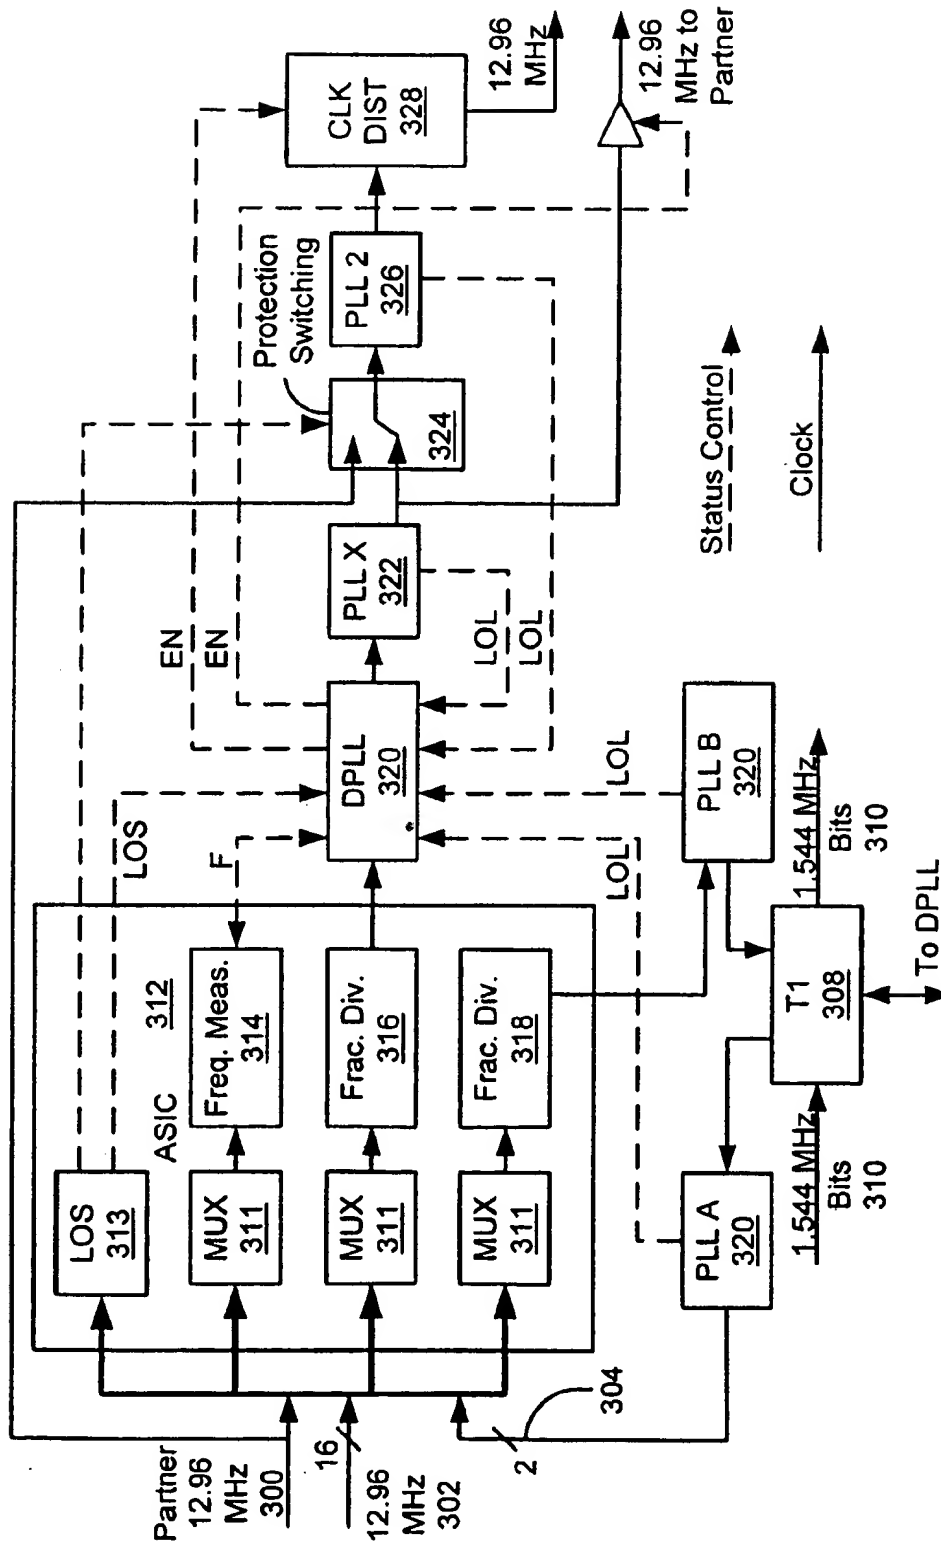 Partner
12.96
MHz
300
16
12.96
MHz
302
2
304
LOS
313
ASIC
312
MUX
311
Freq. Meas.
314
MUX
311
Frac. Div.
316
MUX
311
Frac. Div.
318
LOS
F
EN
EN
DPLL
320
PLL X
322
LOL
LOL
LOL
LOL
Protection
Switching
324
PLL 2
326
CLK
DIST
328
12.96
MHz
12.96
MHz to
Partner
PLL A
320
PLL B
320
T1
308
1.544 MHz
Bits
310
1.544 MHz
Bits
310
To DPLL
Status Control
Clock